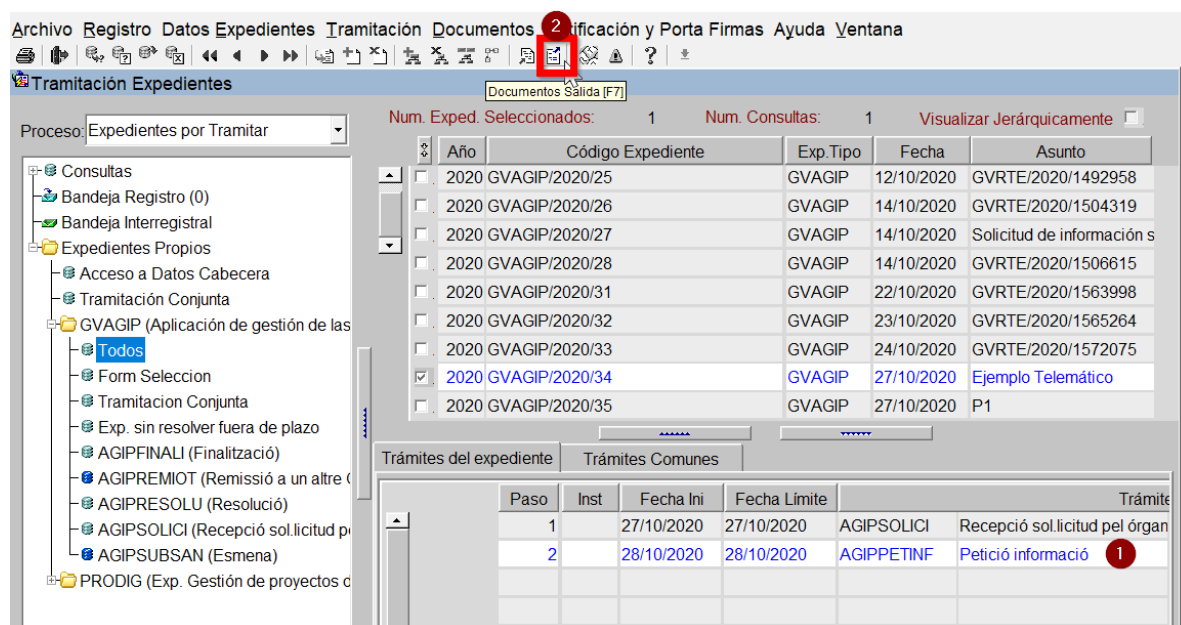 Archivo Registro Datos Expedientes Tramitación Documentos 2 tificación y Porta Firmas Ayuda Ventana
Tramitación Expedientes
Documentos Salida [F7]
Proceso: Expedientes por Tramitar
Num. Exped. Seleccionados: 1 Num. Consultas: 1 Visualizar Jerárquicamente
Consultas
Bandeja Registro (0)
Bandeja Interregistral
Expedientes Propios
Acceso a Datos Cabecera
Tramitación Conjunta
GVAGIP (Aplicación de gestión de las
Todos
Form Seleccion
Tramitacion Conjunta
Exp. sin resolver fuera de plazo
AGIPFINALI (Finalització)
AGIPREMIOT (Remissió a un altre
AGIPRESOLU (Resolució)
AGIPSOLICI (Recepció sol.licitud
AGIPSUBSAN (Esmena)
PRODIG (Exp. Gestión de proyectos
Año Código Expediente Exp.Tipo Fecha Asunto
2020 GVAGIP/2020/25 GVAGIP 12/10/2020 GVRTE/2020/1492958
2020 GVAGIP/2020/26 GVAGIP 14/10/2020 GVRTE/2020/1504319
2020 GVAGIP/2020/27 GVAGIP 14/10/2020 Solicitud de información s
2020 GVAGIP/2020/28 GVAGIP 14/10/2020 GVRTE/2020/1506615
2020 GVAGIP/2020/31 GVAGIP 22/10/2020 GVRTE/2020/1563998
2020 GVAGIP/2020/32 GVAGIP 23/10/2020 GVRTE/2020/1565264
2020 GVAGIP/2020/33 GVAGIP 24/10/2020 GVRTE/2020/1572075
2020 GVAGIP/2020/34 GVAGIP 27/10/2020 Ejemplo Telemático
2020 GVAGIP/2020/35 GVAGIP 27/10/2020 P1
Trámites del expediente Trámites Comunes
Paso Inst Fecha Ini Fecha Límite Trámite
1 27/10/2020 27/10/2020 AGIPSOLICI Recepció sol.licitud pel órgan
2 28/10/2020 28/10/2020 AGIPPETINF Petició informació 1